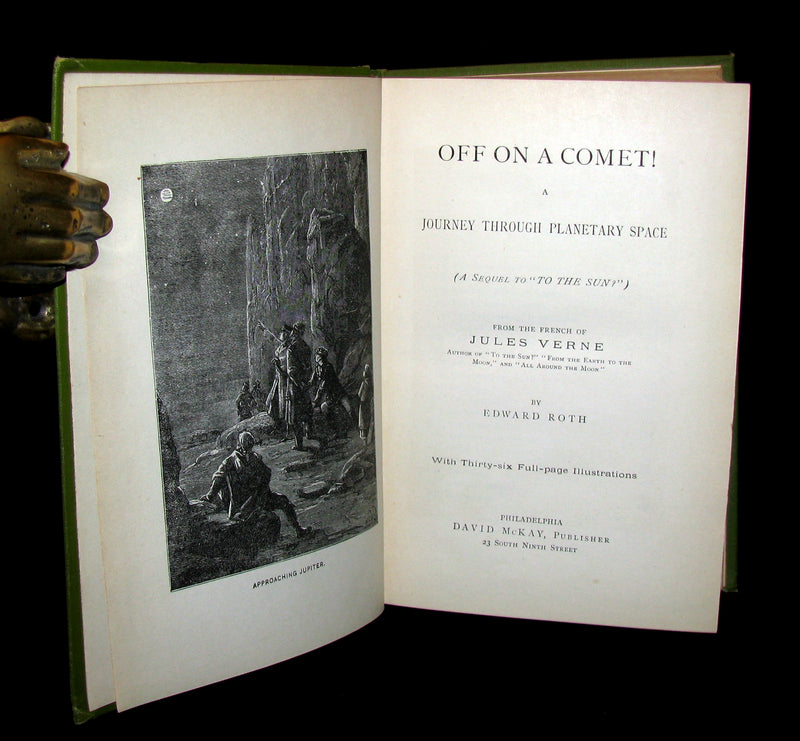 APPROACHING JUPITER.
OFF ON A COMET!
A
JOURNEY THROUGH PLANETARY SPACE
(A SEQUEL TO "TO THE SUN?")
FROM THE FRENCH OF
JULES VERNE
AUTHOR OF "TO THE SUN?" "FROM THE EARTH TO THE
MOON," AND "ALL AROUND THE MOON"
BY
EDWARD ROTH
With Thirty-six Full-page Illustrations
PHILADELPHIA
DAVID McKAY, PUBLISHER
23 SOUTH NINTH STREET